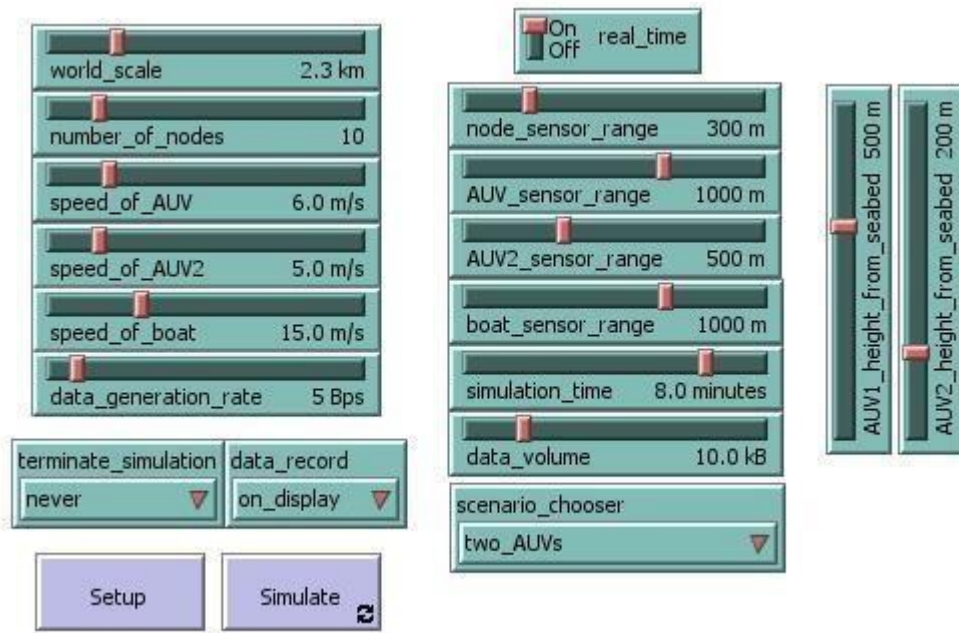 world_scale 2.3 km
number_of_nodes 10
speed_of_AUV 6.0 m/s
speed_of_AUV2 5.0 m/s
speed_of_boat 15.0 m/s
data_generation_rate 5 Bps
terminate_simulation
never
data_record
on_display
Setup
Simulate
On
Off
real_time
node_sensor_range 300 m
AUV_sensor_range 1000 m
AUV2_sensor_range 500 m
boat_sensor_range 1000 m
simulation_time 8.0 minutes
data_volume 10.0 kB
scenario_chooser
two_AUVs
AUV1_height_from_seabed 500 m
AUV2_height_from_seabed 200 m